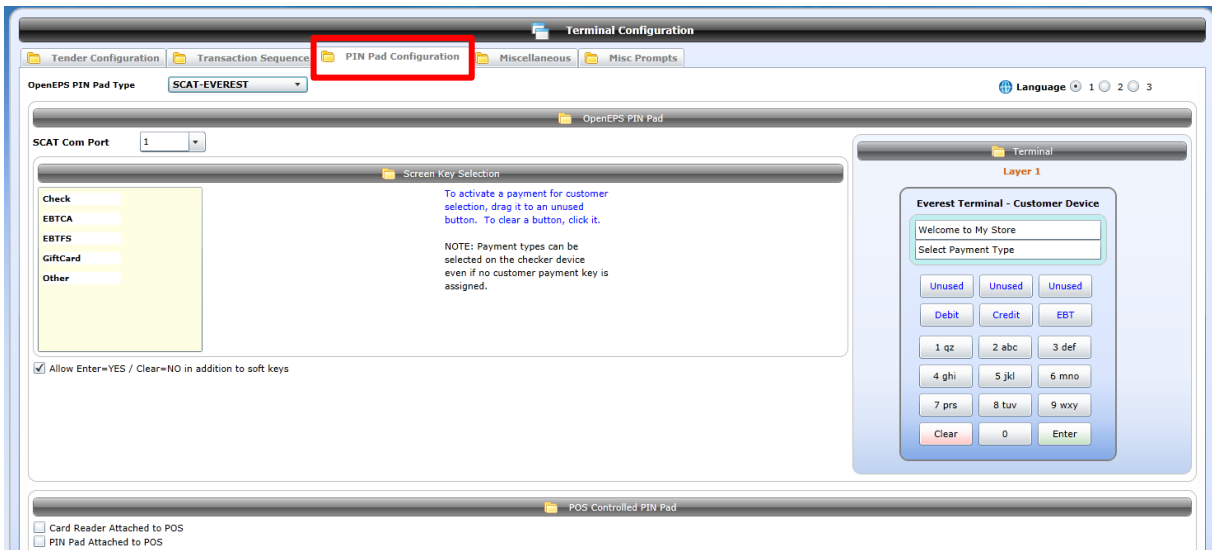 Terminal Configuration
Tender Configuration Transaction Sequence PIN Pad Configuration Miscellaneous Misc Prompts
OpenEPS PIN Pad Type SCAT-EVEREST Language 1 2 3
OpenEPS PIN Pad
SCAT Com Port 1
Screen Key Selection
Check
EBTCA
EBTFS
GiftCard
Other
To activate a payment for customer
selection, drag it to an unused
button. To clear a button, click it.
NOTE: Payment types can be
selected on the checker device
even if no customer payment key is
assigned.
Allow Enter=YES / Clear=NO in addition to soft keys
Terminal
Layer 1
Everest Terminal - Customer Device
Welcome to My Store
Select Payment Type
Unused Unused Unused
Debit Credit EBT
1 qz 2 abc 3 def
4 ghi 5 jkl 6 mno
7 prs 8 tuv 9 wxy
Clear 0 Enter
POS Controlled PIN Pad
Card Reader Attached to POS
PIN Pad Attached to POS